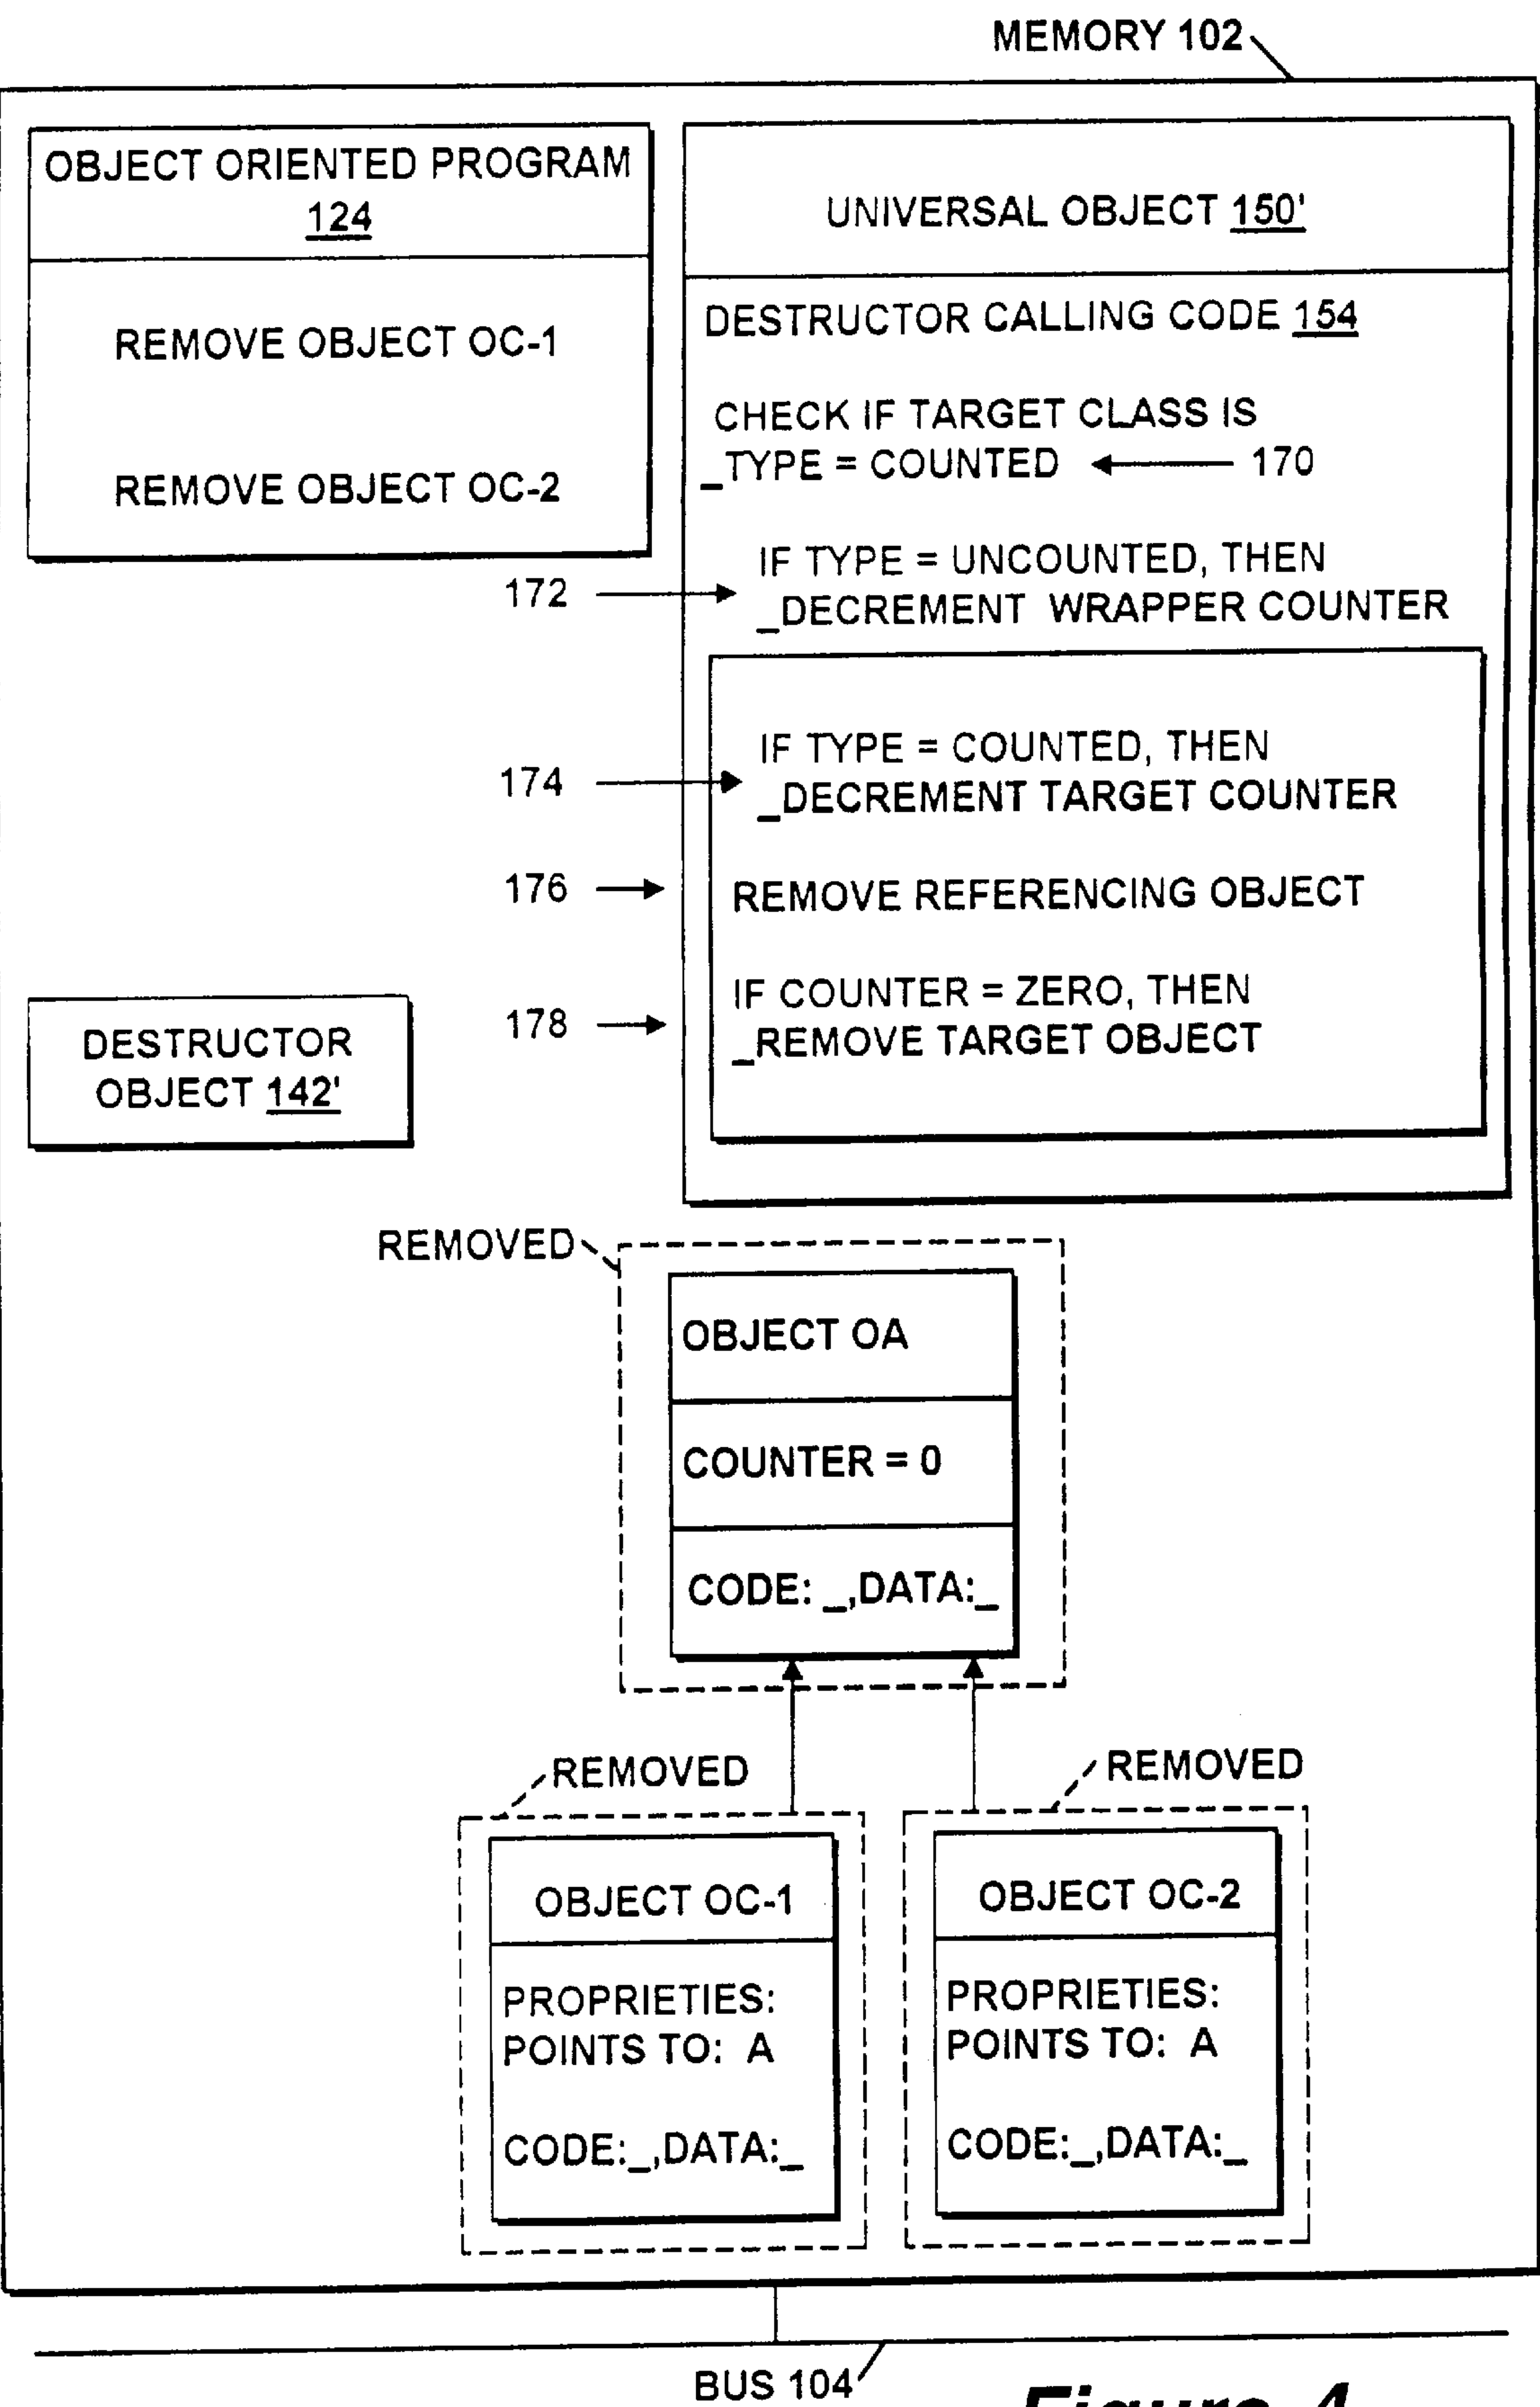 MEMORY 102
OBJECT ORIENTED PROGRAM
124
REMOVE OBJECT OC-1
REMOVE OBJECT OC-2
UNIVERSAL OBJECT 150'
DESTRUCTOR CALLING CODE 154
CHECK IF TARGET CLASS IS
_TYPE = COUNTED
170
IF TYPE = UNCOUNTED, THEN
_DECREMENT WRAPPER COUNTER
172
IF TYPE = COUNTED, THEN
_DECREMENT TARGET COUNTER
174
176
REMOVE REFERENCING OBJECT
IF COUNTER = ZERO, THEN
_REMOVE TARGET OBJECT
178
DESTRUCTOR
OBJECT 142'
REMOVED
OBJECT OA
COUNTER = 0
CODE: _,DATA:_
REMOVED
OBJECT OC-1
PROPRIETIES:
POINTS TO: A
CODE:_,DATA:_
REMOVED
OBJECT OC-2
PROPRIETIES:
POINTS TO: A
CODE:_,DATA:_
BUS 104
Figure 4